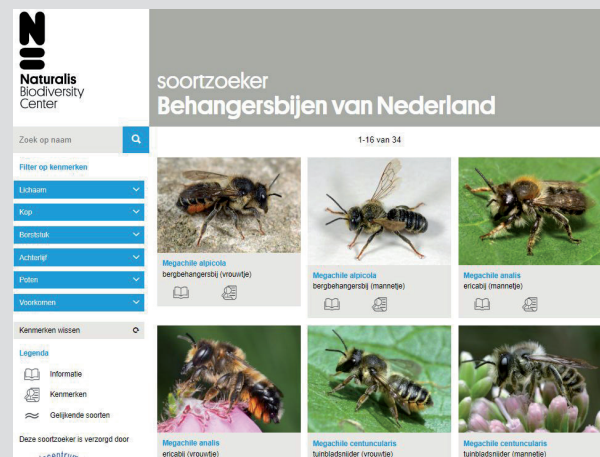 Naturalis
Biodiversity
Center
soortzoeker
Behangersbijen van Nederland
Zoek op naam
1-16 van 34
Filter op kenmerken
Lichaam
Kop
Borststuk
Achterlijf
Poten
Voorkomen
Kenmerken wissen
Legenda
Informatie
Kenmerken
Gelijkende soorten
Deze soortzoeker is verzorgd door
Megachile alpicola
bergbehangersbij (vrouwtje)
Megachile alpicola
bergbehangersbij (mannetje)
Megachile analis
ericabij (mannetje)
Megachile analis
ericabij (vrouwtje)
Megachile centuncularis
tuinbladsnijder (vrouwtje)
Megachile centuncularis
tuinbladsnijder (mannetje)